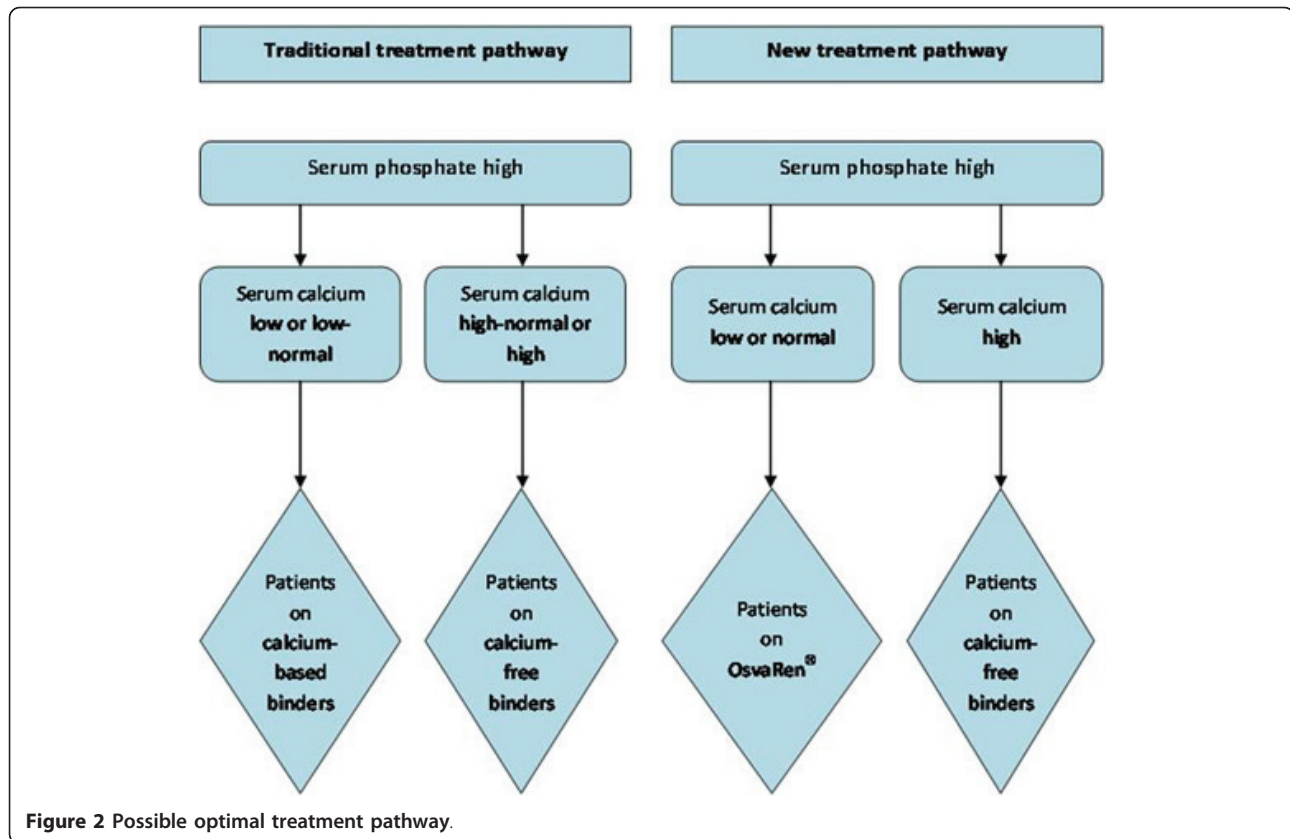 Traditional treatment pathway
New treatment pathway
Serum phosphate high
Serum phosphate high
Serum calcium
low or low-
normal
Serum calcium
high-normal or
high
Serum calcium
low or normal
Serum calcium
high
Patients
on
calcium-
based
binders
Patients
on
calcium-
free
binders
Patients
on
OsvaRen®
Patients
on
calcium-
free
binders
Figure 2 Possible optimal treatment pathway.